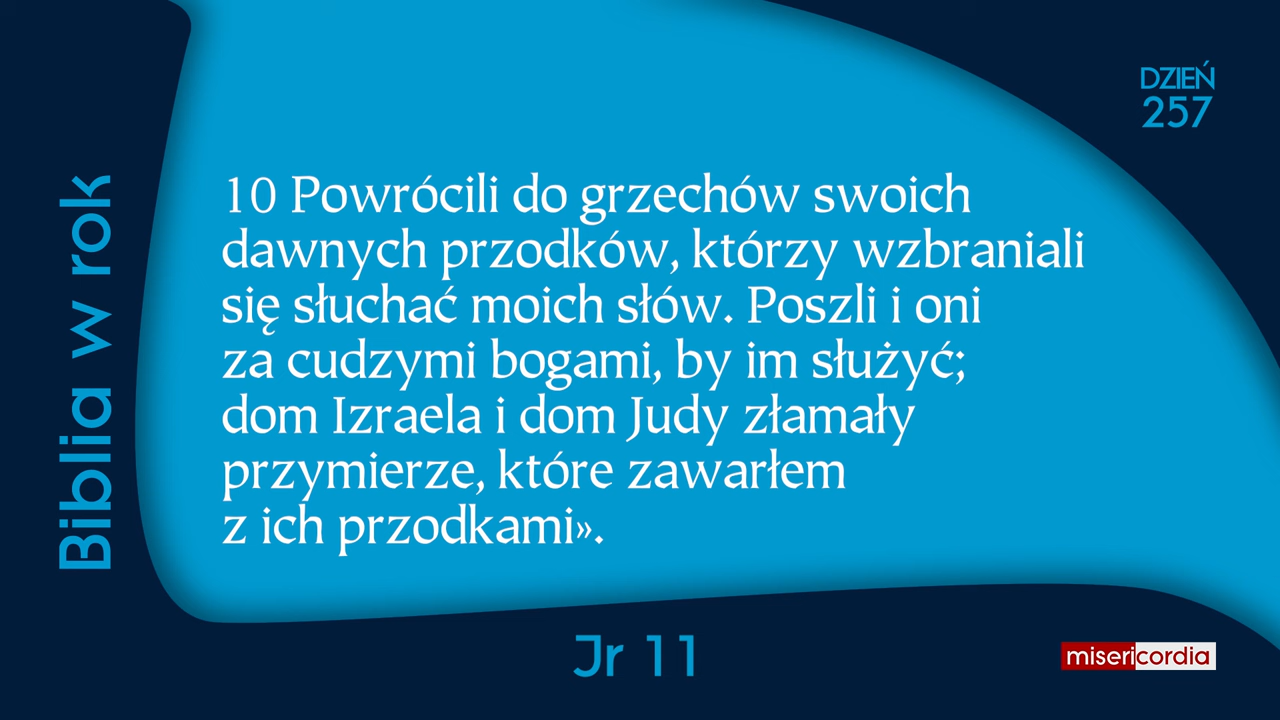 DZIEŃ
257
Biblia w rok
10 Powrócili do grzechów swoich
dawnych przodków, którzy wzbraniali
się słuchać moich słów. Poszli i oni
za cudzymi bogami, by im służyć;
dom Izraela i dom Judy złamały
przymierze, które zawarłem
z ich przodkami».
Jr 11
misericordia